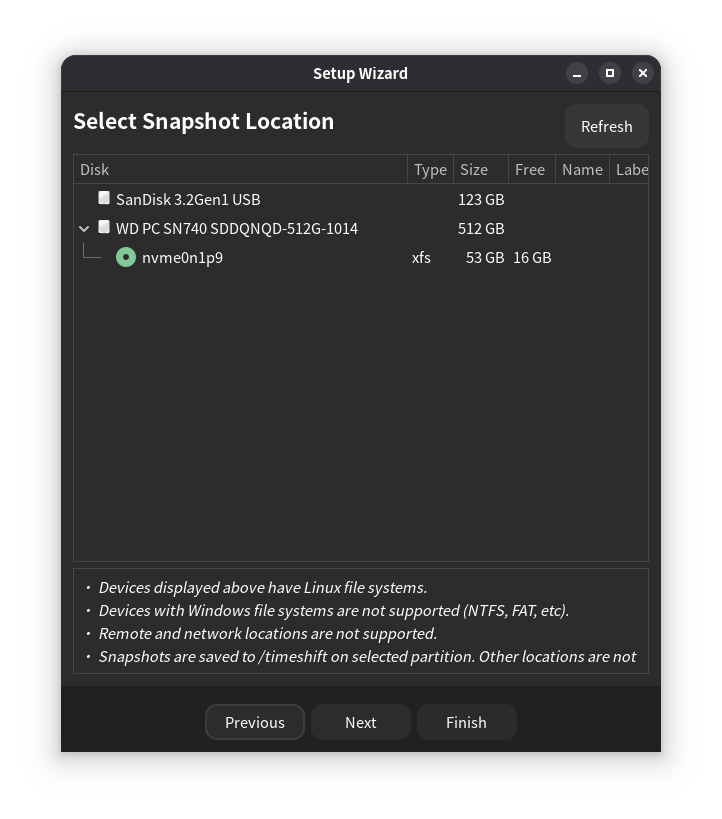 Setup Wizard
Select Snapshot Location
Refresh
Disk Type Size Free Name Labe
SanDisk 3.2Gen1 USB 123 GB
WD PC SN740 SDDQNQD-512G-1014 512 GB
nvme0n1p9 xfs 53 GB 16 GB
• Devices displayed above have Linux file systems.
• Devices with Windows file systems are not supported (NTFS, FAT, etc).
• Remote and network locations are not supported.
• Snapshots are saved to /timeshift on selected partition. Other locations are not
Previous Next Finish